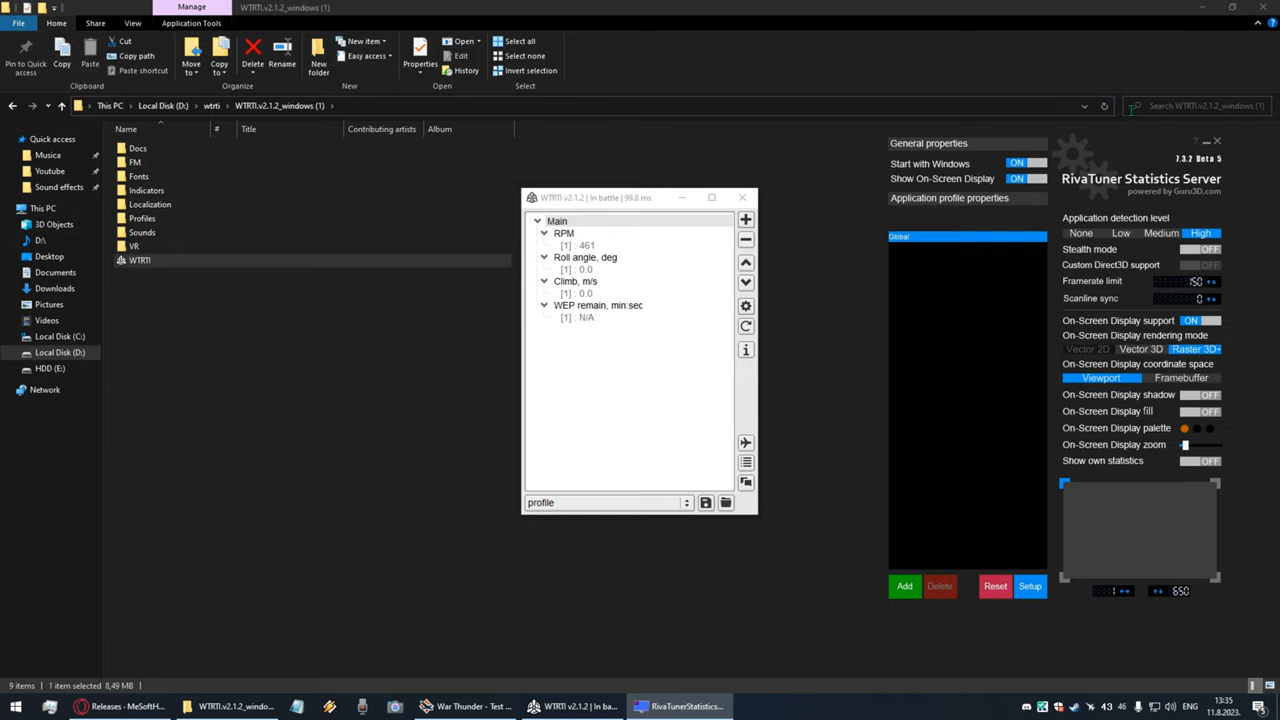 Manage
WTRTI.v2.1.2_windows (1)
File
Home
Share
View
Application Tools
Pin to Quick access
Copy
Paste
Cut
Copy path
Paste shortcut
Clipboard
Move to
Copy to
Delete
Rename
Organize
New folder
New item
Easy access
New
Properties
Open
Edit
History
Open
Select all
Select none
Invert selection
Select
This PC
Local Disk (D:)
wtrti
WTRTI.v2.1.2_windows (1)
Search WTRTI.v2.1.2_windows (1)
Name
#
Title
Contributing artists
Album
Quick access
Musica
Youtube
Sound effects
This PC
3D Objects
D:\
Desktop
Documents
Downloads
Pictures
Videos
Local Disk (C:)
Local Disk (D:)
HDD (E:)
Network
Docs
FM
Fonts
Indicators
Localization
Profiles
Sounds
VR
WTRTI
WTRTI v2.1.2 | In battle | 99.8 ms
Main
RPM
[1] : 461
Roll angle, deg
[1] : 0.0
Climb, m/s
[1] : 0.0
WEP remain, min:sec
[1] : N/A
profile
General properties
Start with Windows ON
Show On-Screen Display ON
Application profile properties
Global
Add
Delete
Reset
Setup
7.3.2 Beta 5
RivaTuner Statistics Server
powered by Guru3D.com
Application detection level
None Low Medium High
Stealth mode OFF
Custom Direct3D support OFF
Framerate limit 150
Scanline sync 0
On-Screen Display support ON
On-Screen Display rendering mode
Vector 2D Vector 3D Raster 3D
On-Screen Display coordinate space
Viewport Framebuffer
On-Screen Display shadow OFF
On-Screen Display fill OFF
On-Screen Display palette
On-Screen Display zoom
Show own statistics OFF
1 650
9 items
1 item selected 8,49 MB
Releases - MeSoftH...
WTRTI.v2.1.2_windo...
War Thunder - Test ...
WTRTI v2.1.2 | In ba...
RivaTunerStatistics...
43
46
13:35
11.8.2023.